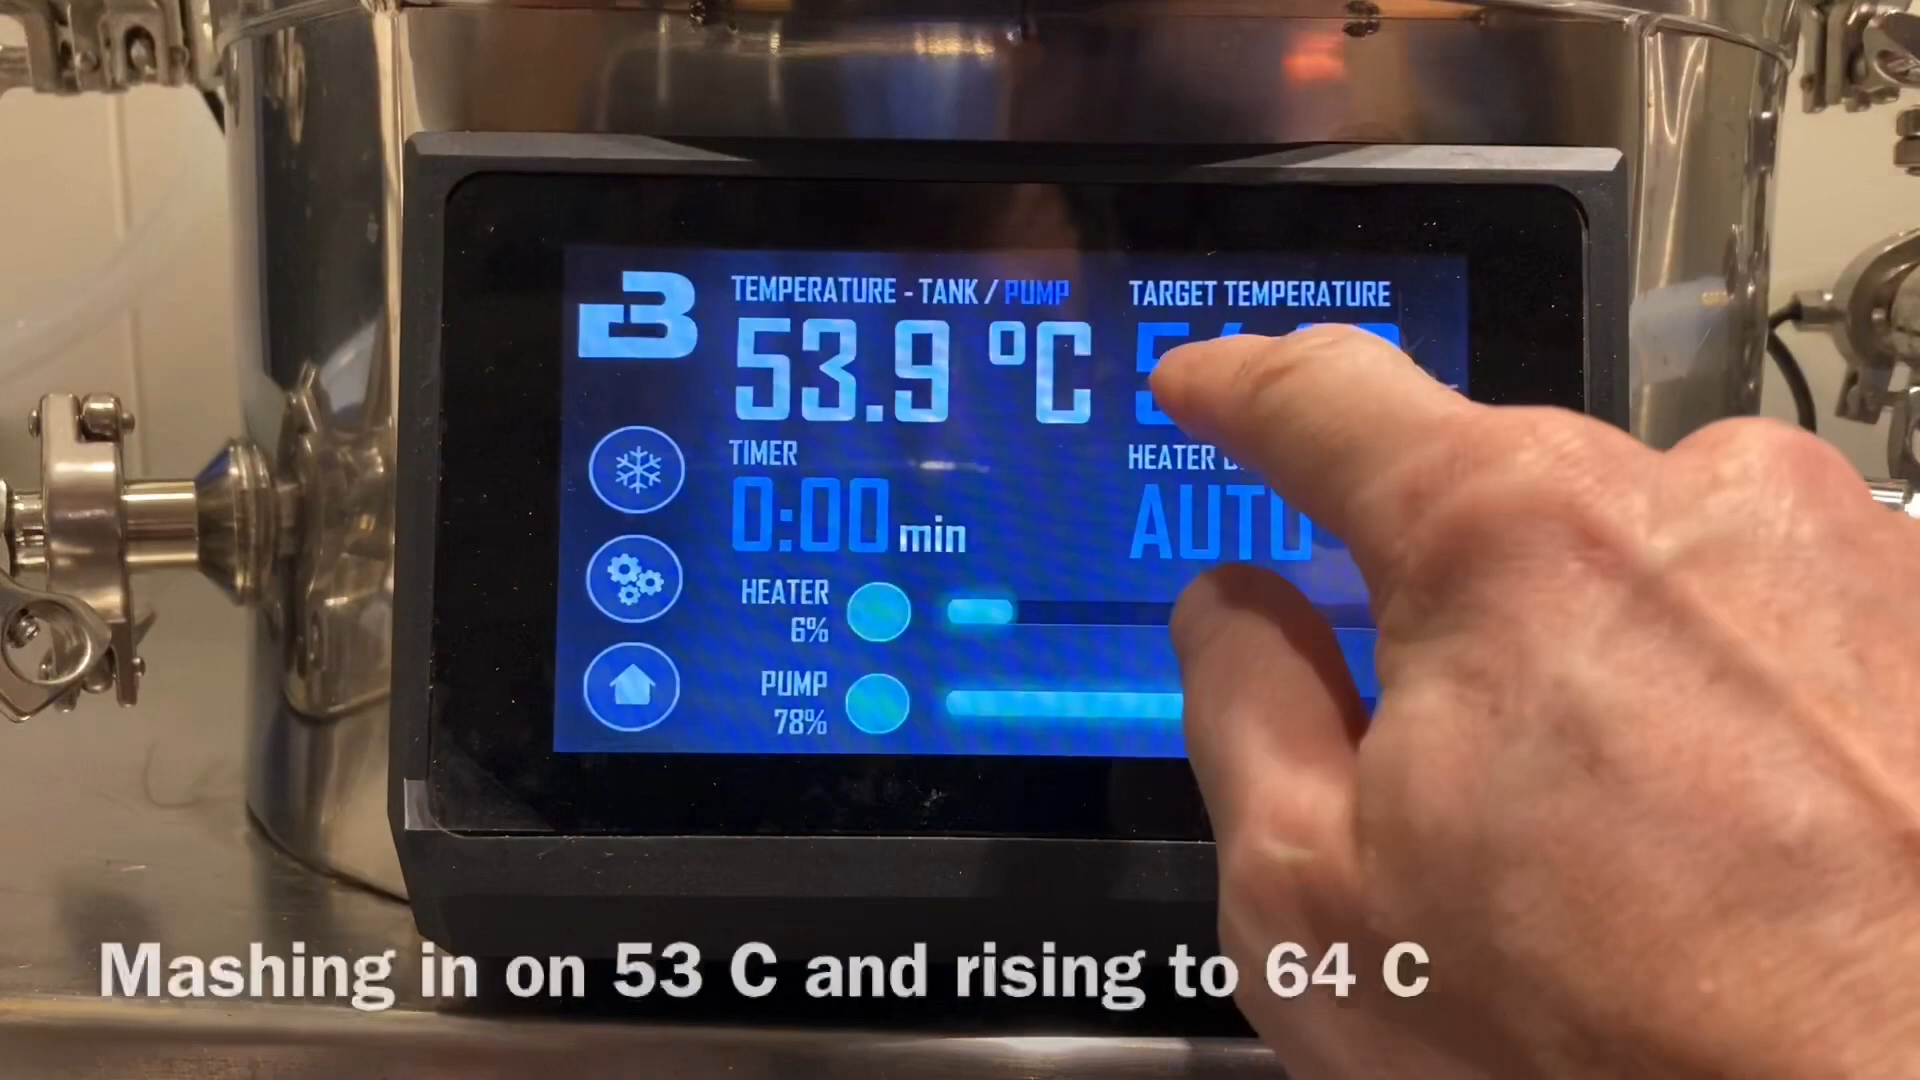 TEMPERATURE - TANK / PUMP
TARGET TEMPERATURE
53.9 °C
TIMER
HEATER
0:00 min
AUTO
HEATER
6%
PUMP
78%
Mashing in on 53 C and rising to 64 C